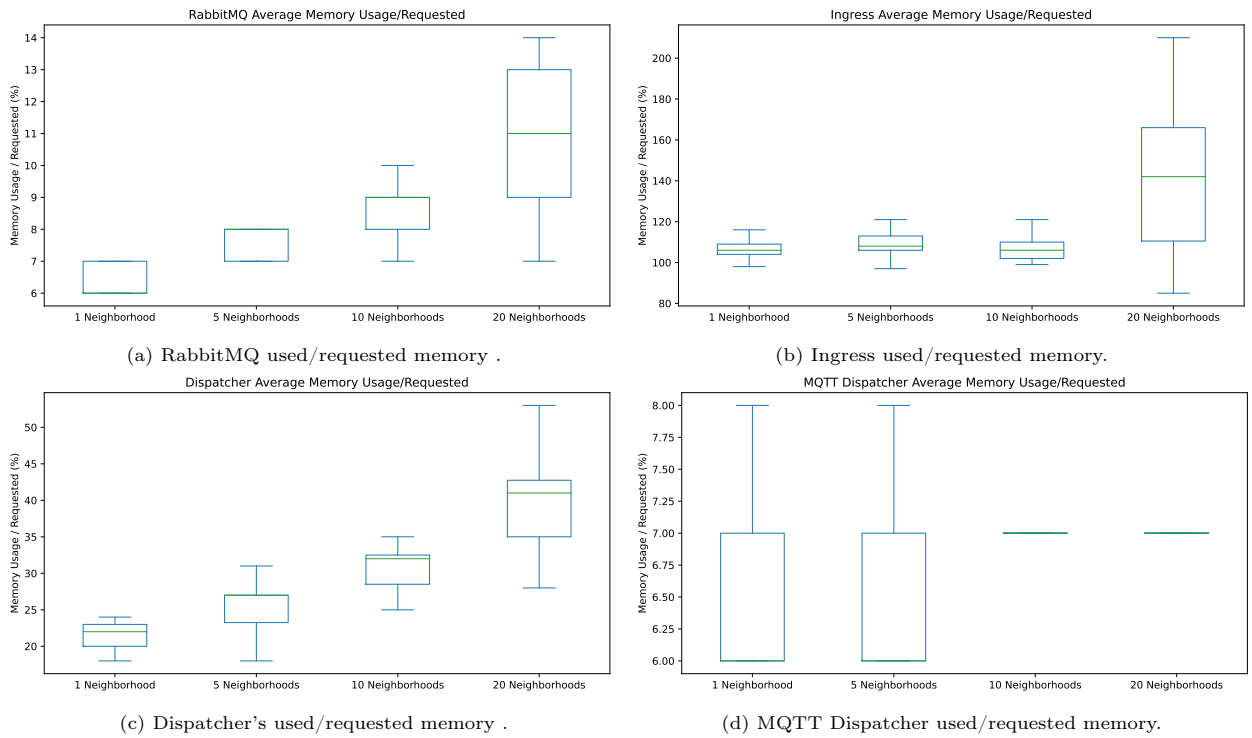 RabbitMQ Average Memory Usage/Requested
Memory Usage / Requested (%)
14
13
12
11
10
9
8
7
6
1 Neighborhood
5 Neighborhoods
10 Neighborhoods
20 Neighborhoods
(a) RabbitMQ used/requested memory .
Ingress Average Memory Usage/Requested
Memory Usage / Requested (%)
200
180
160
140
120
100
80
1 Neighborhood
5 Neighborhoods
10 Neighborhoods
20 Neighborhoods
(b) Ingress used/requested memory.
Dispatcher Average Memory Usage/Requested
Memory Usage / Requested (%)
50
45
40
35
30
25
20
1 Neighborhood
5 Neighborhoods
10 Neighborhoods
20 Neighborhoods
(c) Dispatcher's used/requested memory .
MQTT Dispatcher Average Memory Usage/Requested
Memory Usage / Requested (%)
8.00
7.75
7.50
7.25
7.00
6.75
6.50
6.25
6.00
1 Neighborhood
5 Neighborhoods
10 Neighborhoods
20 Neighborhoods
(d) MQTT Dispatcher used/requested memory.